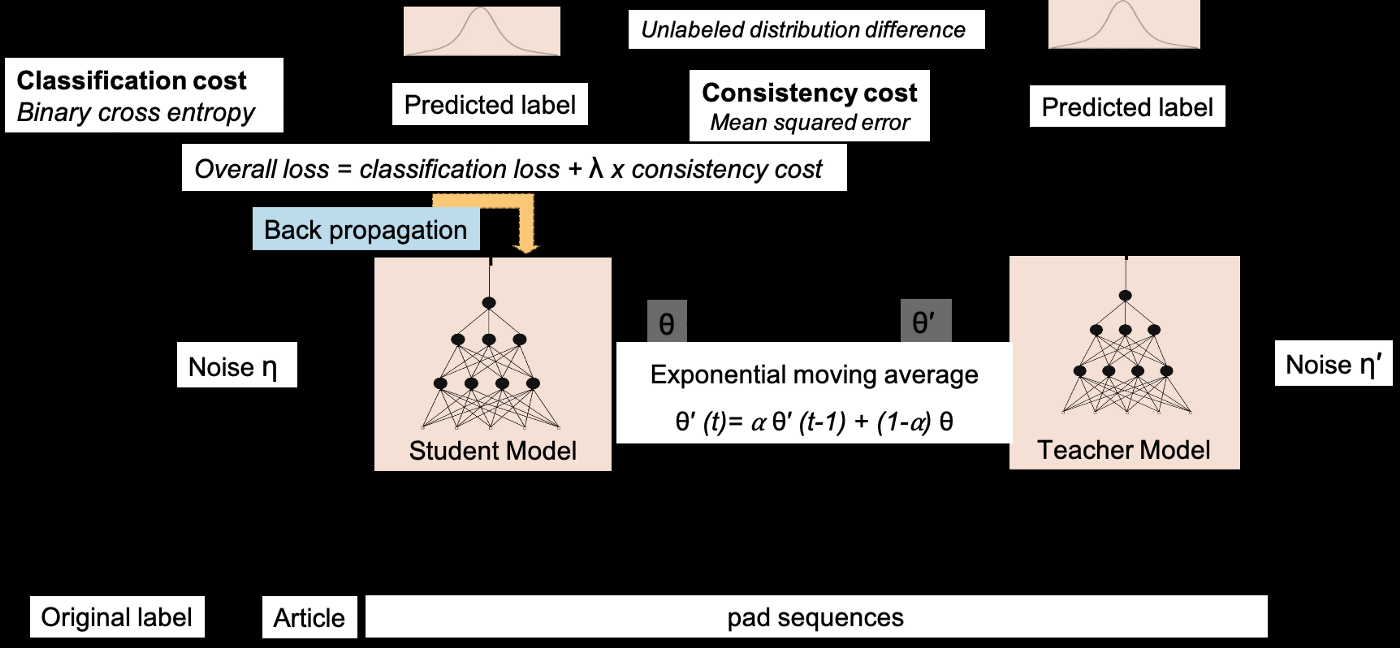 Unlabeled distribution difference
Classification cost
Binary cross entropy
Predicted label
Consistency cost
Mean squared error
Predicted label
Overall loss = classification loss + λ x consistency cost
Back propagation
θ
θ′
Noise η
Exponential moving average
θ′ (t)= α θ′ (t-1) + (1-α) θ
Noise η′
Student Model
Teacher Model
Original label
Article
pad sequences